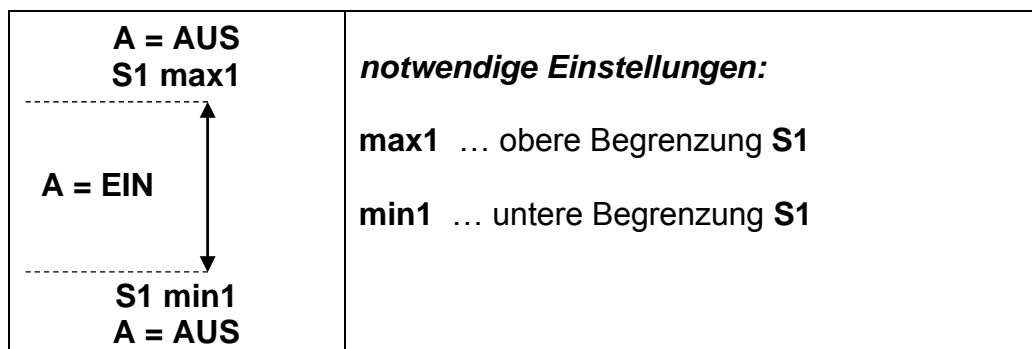 A = AUS
S1 max1
A = EIN
S1 min1
A = AUS
notwendige Einstellungen:
max1 … obere Begrenzung S1
min1 … untere Begrenzung S1